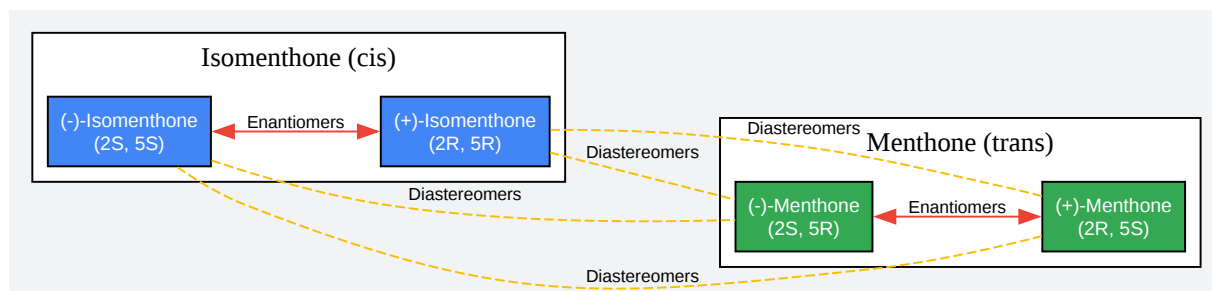 Isomenthone (cis)
(-)-Isomenthone
(2S, 5S)
Enantiomers
(+)-Isomenthone
(2R, 5R)
Diastereomers
Menthone (trans)
Diastereomers
Diastereomers
(-)-Menthone
(2S, 5R)
Enantiomers
(+)-Menthone
(2R, 5S)
Diastereomers